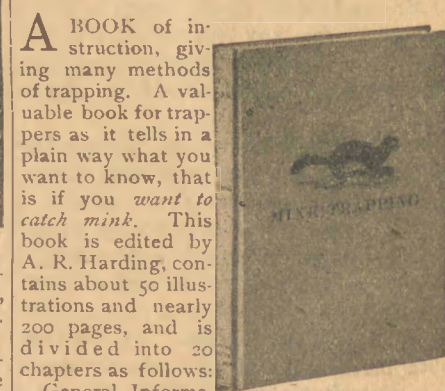 A BOOK of in-
struction, giv-
ing many methods
of trapping. A val-
uable book for trap-
pers as it tells in a
plain way what you
want to know, that
is if you want to
catch mink. This
book is edited by
A. R. Harding, con-
tains about 50 illus-
trations and nearly
200 pages, and is
divided into 20
chapters as follows:
General Informa-
MINK TRAPPING